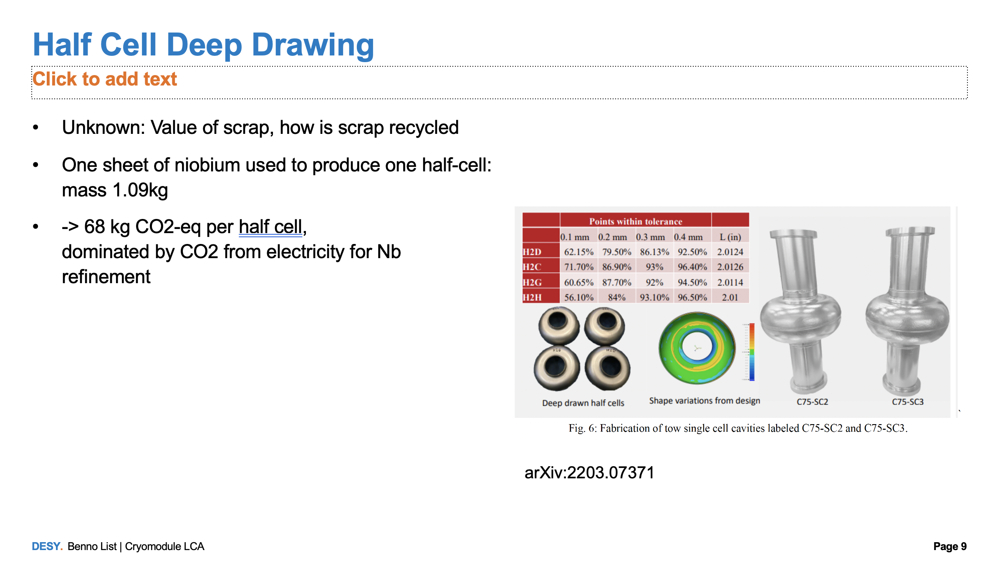 Half Cell Deep Drawing
Click to add text
• Unknown: Value of scrap, how is scrap recycled
• One sheet of niobium used to produce one half-cell:
mass 1.09kg
• -> 68 kg CO2-eq per half cell,
dominated by CO2 from electricity for Nb
refinement
Points within tolerance
0.1 mm 0.2 mm 0.3 mm 0.4 mm L (in)
H2D 62.15% 79.50% 86.13% 92.50% 2.0124
H2C 71.70% 86.90% 93% 96.40% 2.0126
H2G 60.65% 87.70% 92% 94.50% 2.0114
H2H 56.10% 84% 93.10% 96.50% 2.01
Deep drawn half cells
Shape variations from design
C75-SC2
C75-SC3
`
Fig. 6: Fabrication of tow single cell cavities labeled C75-SC2 and C75-SC3.
arXiv:2203.07371
DESY. Benno List | Cryomodule LCA
Page 9